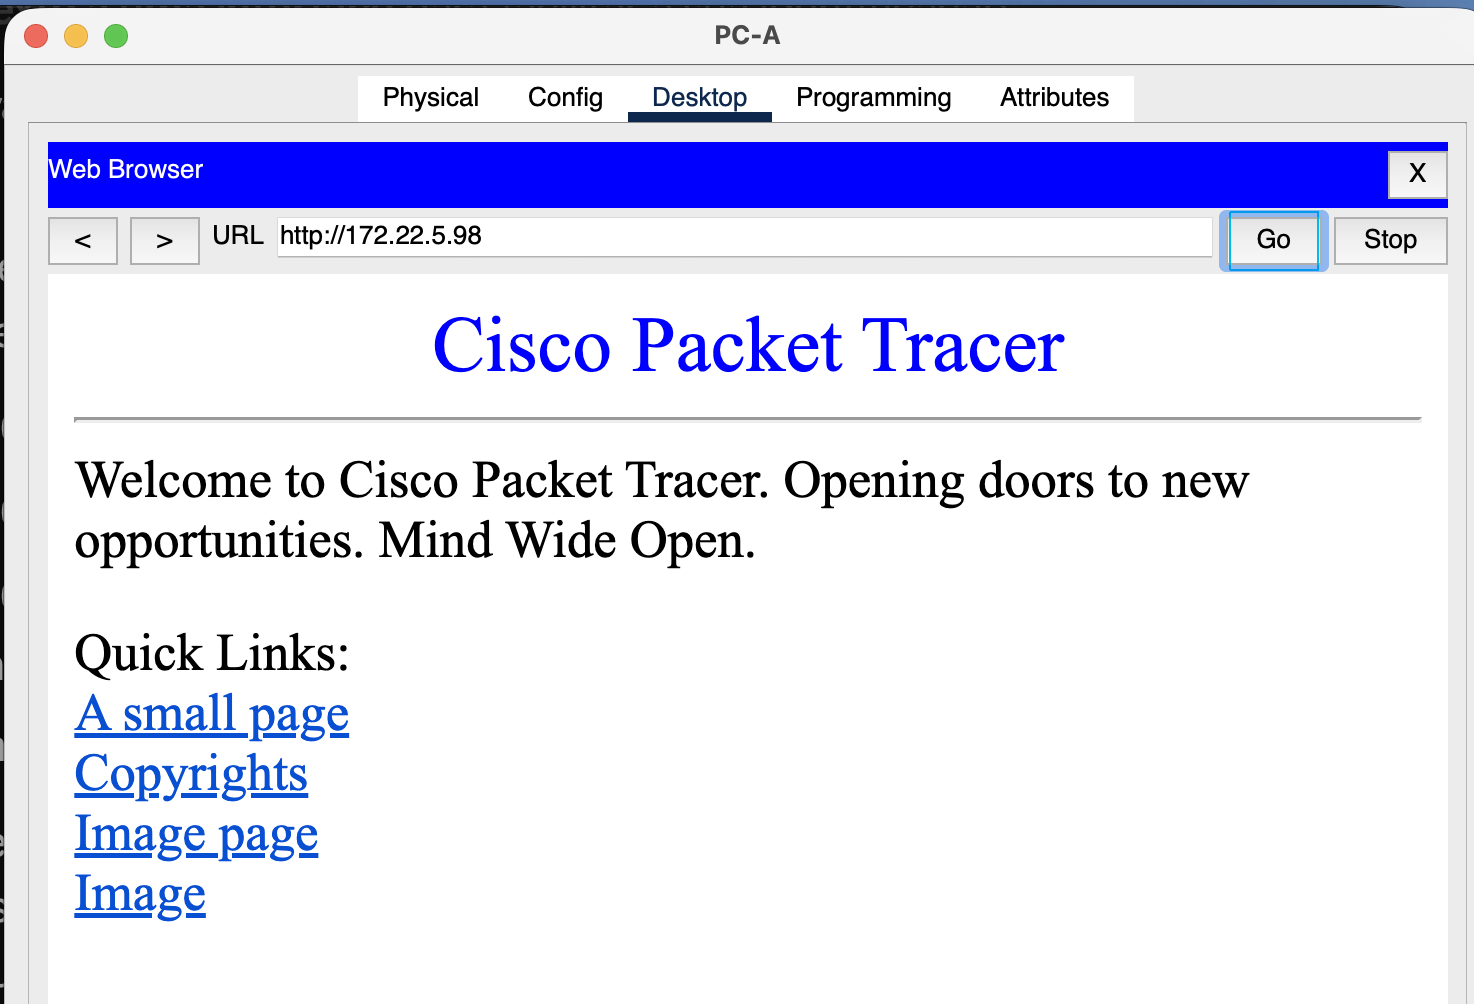 PC-A
Physical Config Desktop Programming Attributes
Web Browser X
< > URL http://172.22.5.98 Go Stop
Cisco Packet Tracer
Welcome to Cisco Packet Tracer. Opening doors to new
opportunities. Mind Wide Open.
Quick Links:
A small page
Copyrights
Image page
Image